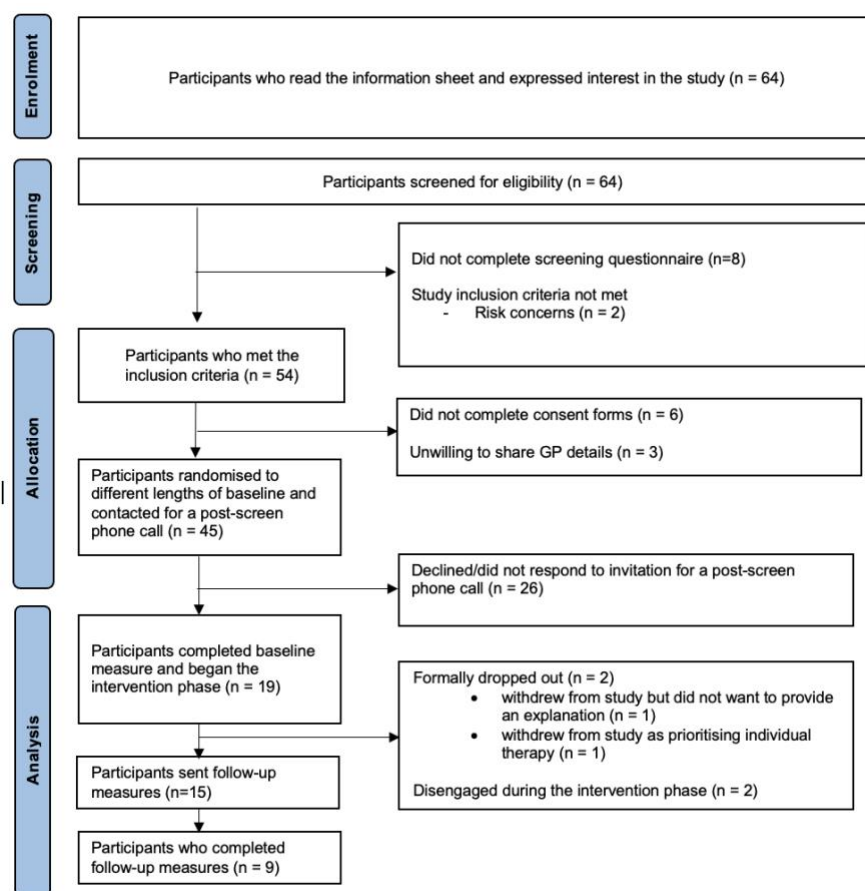 Enrolment
Participants who read the information sheet and expressed interest in the study (n = 64)
Screening
Participants screened for eligibility (n = 64)
Did not complete screening questionnaire (n=8)
Study inclusion criteria not met
- Risk concerns (n = 2)
Allocation
Participants who met the
inclusion criteria (n = 54)
Did not complete consent forms (n = 6)
Unwilling to share GP details (n = 3)
Participants randomised to
different lengths of baseline and
contacted for a post-screen
phone call (n = 45)
Declined/did not respond to invitation for a post-screen
phone call (n = 26)
Analysis
Participants completed baseline
measure and began the
intervention phase (n = 19)
Formally dropped out (n = 2)
• withdrew from study but did not want to provide
an explanation (n = 1)
• withdrew from study as prioritising individual
therapy (n = 1)
Disengaged during the intervention phase (n = 2)
Participants sent follow-up
measures (n=15)
Participants who completed
follow-up measures (n = 9)